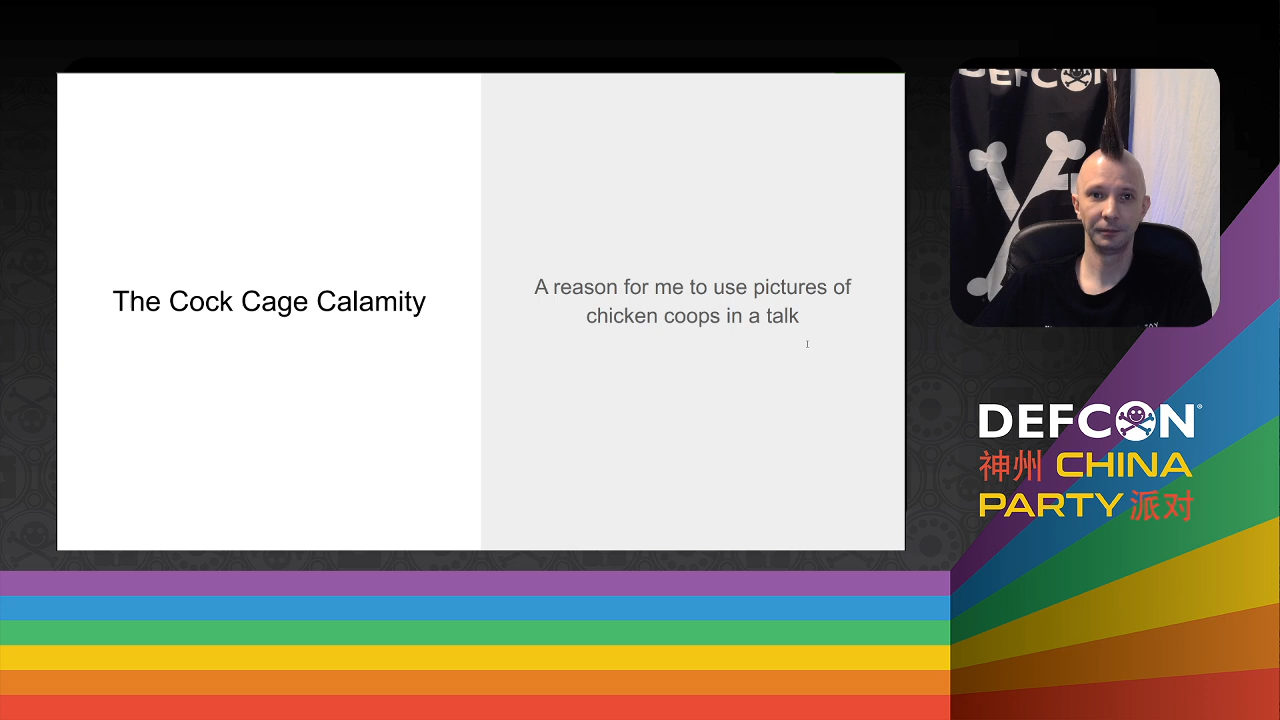 The Cock Cage Calamity
A reason for me to use pictures of
chicken coops in a talk
DEFCON
DEFCON®
神州 CHINA
PARTY 派对